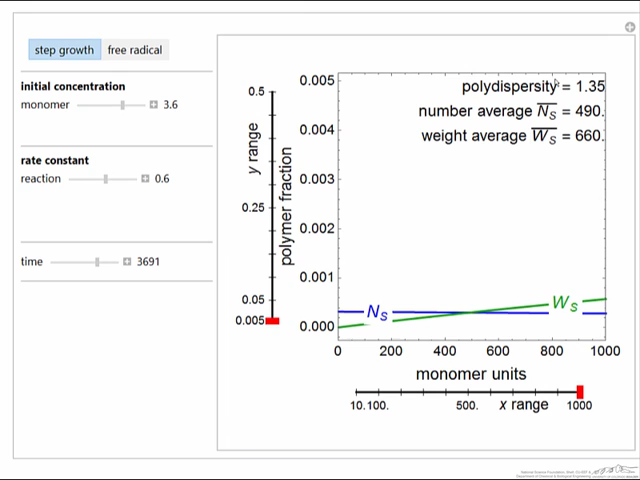 step growth free radical
initial concentration
monomer 3.6
rate constant
reaction 0.6
time 3691
polydispersity = 1.35
number average N̅s̅ = 490.
weight average W̅s̅ = 660.
y range
0.5
0.25
0.05
0.005
polymer fraction
0.005
0.004
0.003
0.002
0.001
0.000
Ns
Ws
0 200 400 600 800 1000
monomer units
10. 100. 500. x range 1000